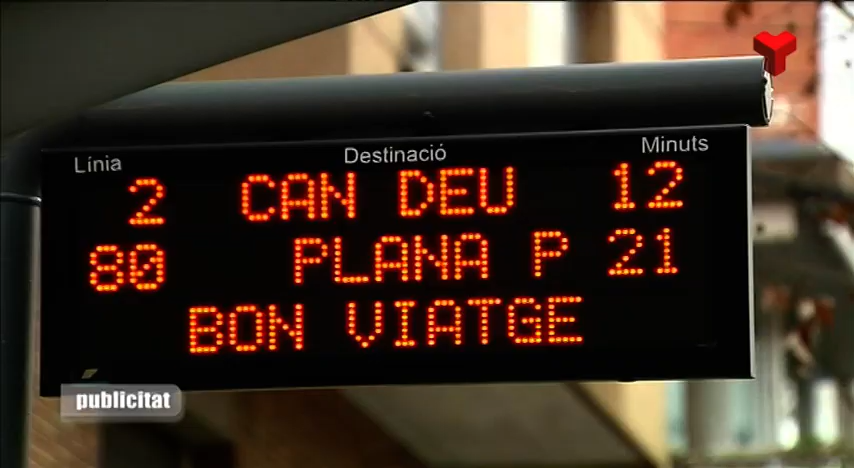 Línia Destinació Minuts
2 CAN DEU 12
80 PLANA P 21
BON VIATGE
publicitat